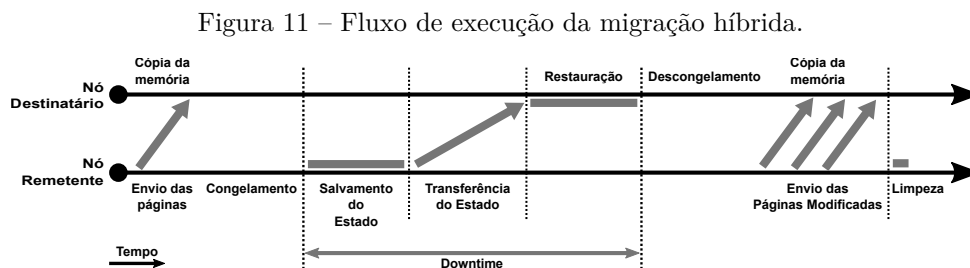 Figura 11 – Fluxo de execução da migração híbrida.
Cópia da
memória
Restauração
Descongelamento
Cópia da
memória
Nó
Destinatário
Nó
Remetente
Envio das
páginas
Congelamento
Salvamento
do
Estado
Transferência
do Estado
Envio das
Páginas Modificadas
Limpeza
Tempo
Downtime